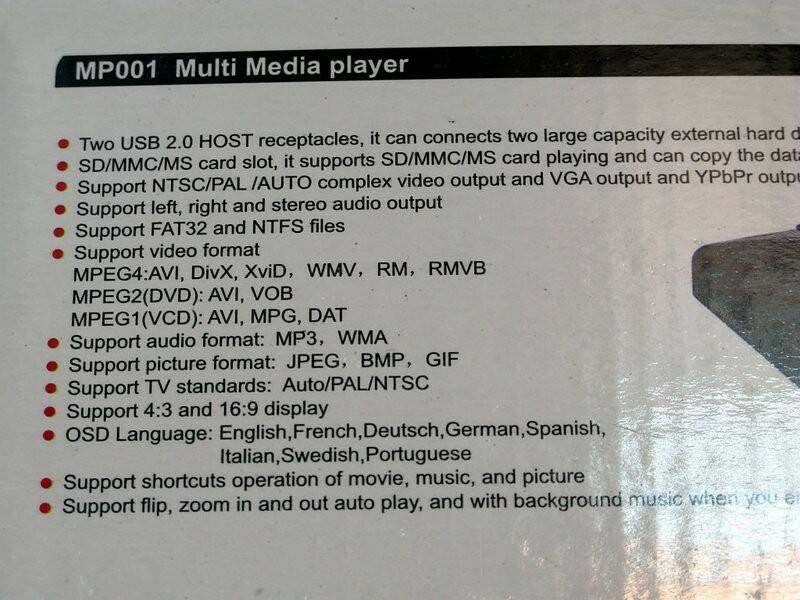 MP001 Multi Media player
Two USB 2.0 HOST receptacles, it can connects two large capacity external hard
SD/MMC/MS card slot, it supports SD/MMC/MS card playing and can copy the data
Support NTSC/PAL /AUTO complex video output and VGA output and YPbPr outpu
Support left, right and stereo audio output
Support FAT32 and NTFS files
Support video format
MPEG4:AVI, DivX, XviD, WMV, RM, RMVB
MPEG2(DVD): AVI, VOB
MPEG1(VCD): AVI, MPG, DAT
Support audio format: MP3, WMA
Support picture format: JPEG, BMP, GIF
Support TV standards: Auto/PAL/NTSC
Support 4:3 and 16:9 display
OSD Language: English,French,Deutsch,German,Spanish,
Italian,Swedish,Portuguese
Support shortcuts operation of movie, music, and picture
Support flip, zoom in and out auto play, and with background music when you